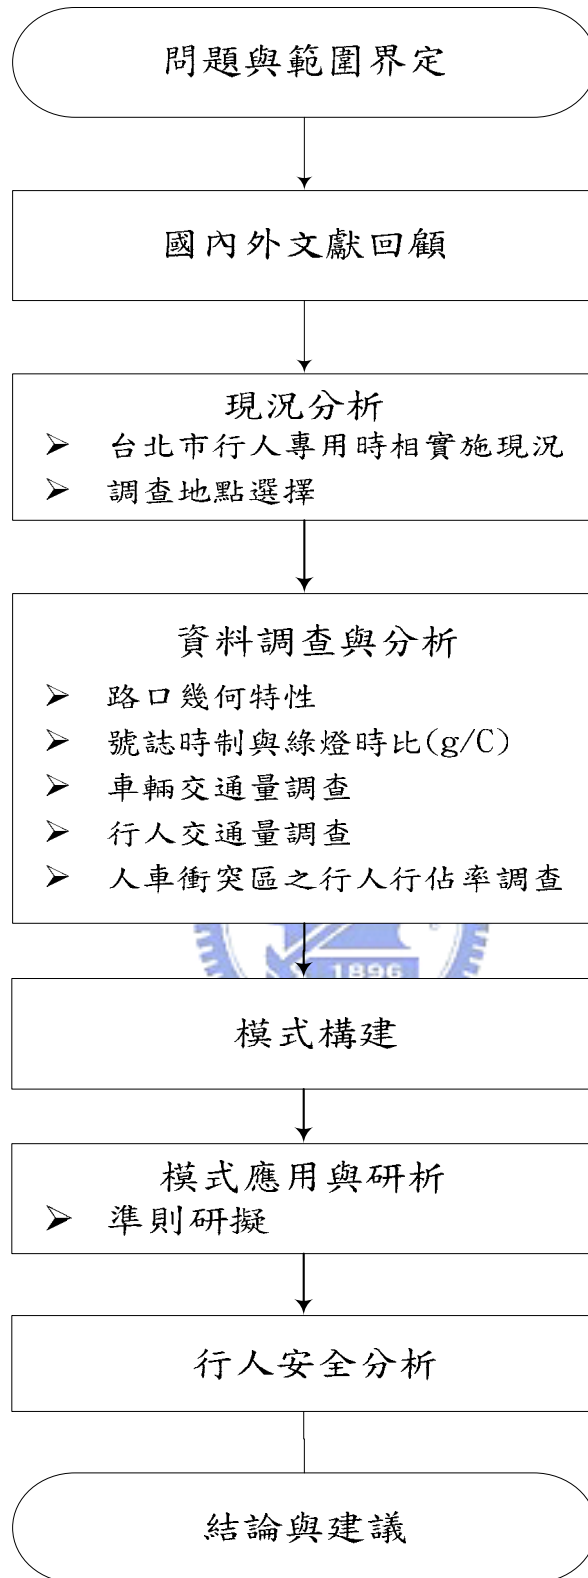 問題與範圍界定
國內外文獻回顧
現況分析
➢ 台北市行人專用時相實施現況
➢ 調查地點選擇
資料調查與分析
➢ 路口幾何特性
➢ 號誌時制與綠燈時比(g/C)
➢ 車輛交通量調查
➢ 行人交通量調查
➢ 人車衝突區之行人行佔率調查
1896
模式構建
模式應用與研析
➢ 準則研擬
行人安全分析
結論與建議